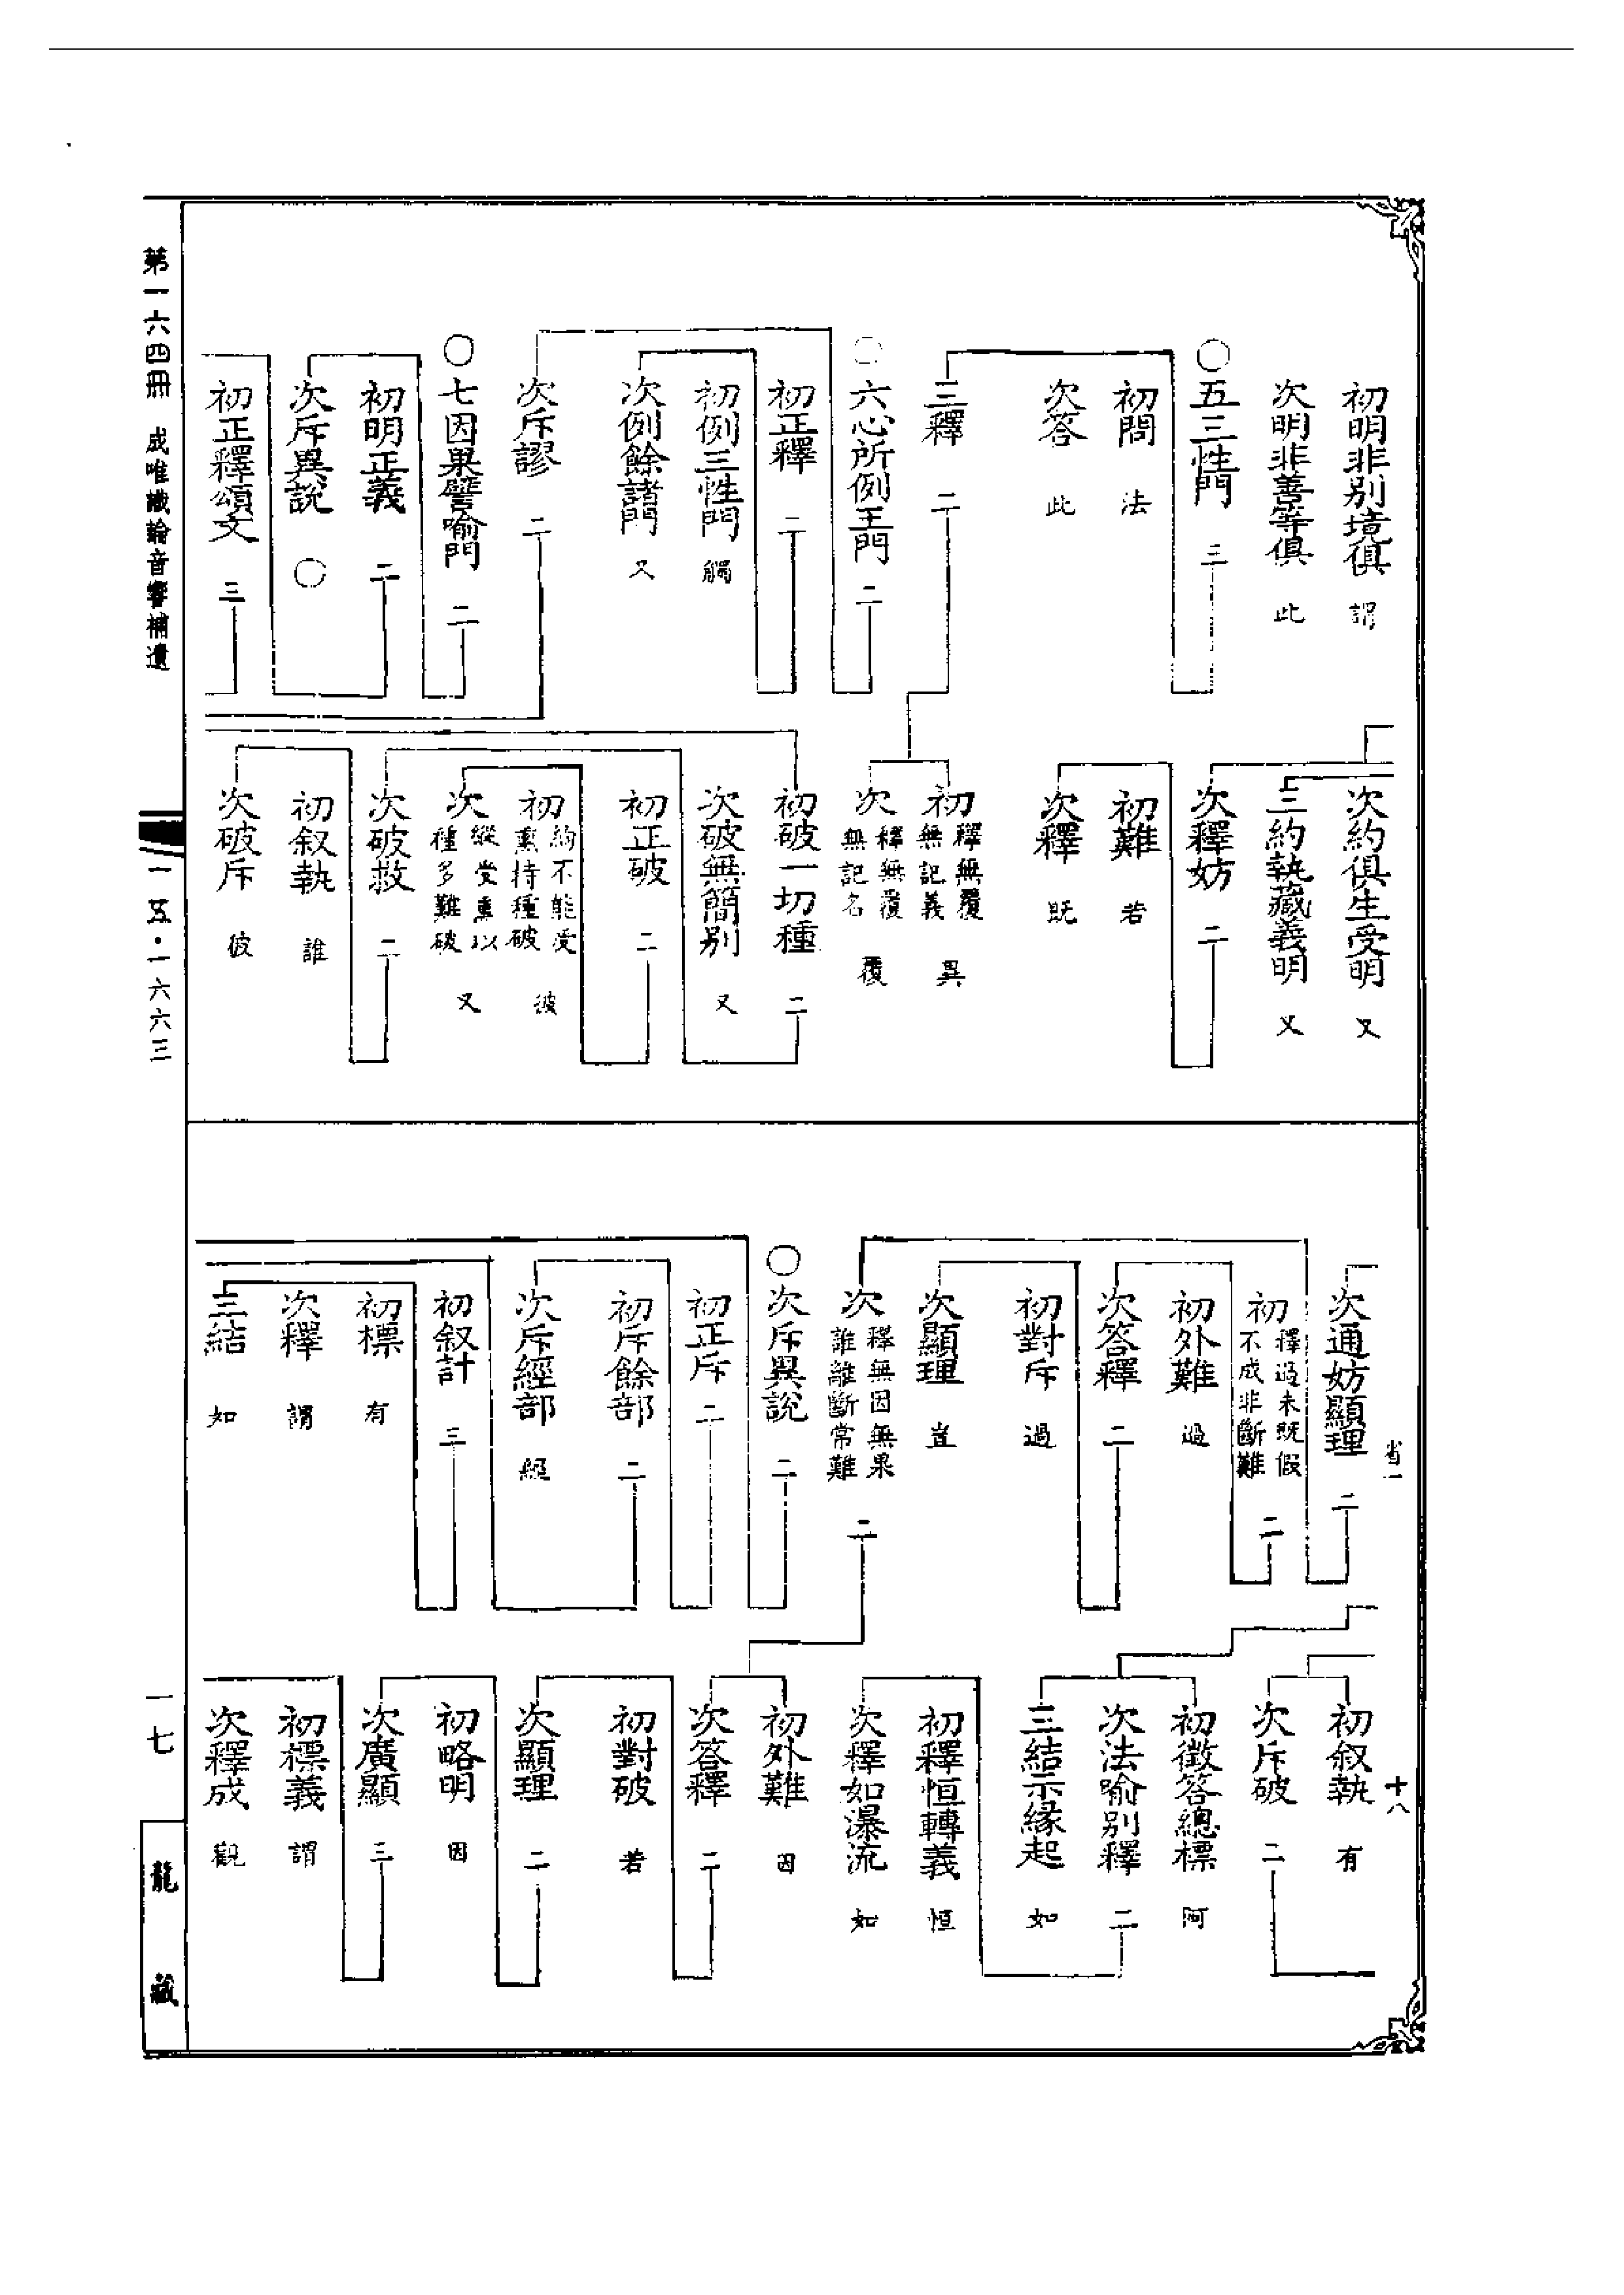 初明非别境俱 謂
次明非善等俱 此
○五三性門 三
初問 法
次答 此
三釋 二
○六心所例王門 二
初正釋 二
初例三性門 觸
次例餘諸門 又
次斥謬 二
○七因果譬喻門 二
初明正義 二
次斥異說 ○
初正釋頌文 三
次約俱生受明 又
三約執藏義明 又
次釋妨 二
初難 若
次釋 既
初釋無覆無記義 異
次釋無覆無記名 覆
初破一切種 二
次破無簡别 又
初正破 二
初約不能受熏持種破 彼
次縱受熏以種多難破 又
次破救 二
初叙執 誰
次破斥 彼
第一六四冊 成唯識論音響補遺
一五·一六六三
省一
次通妨顯理 二
初釋過未既假不成非斷難 二
初外難 過
次答釋 二
初對斥 過
次顯理 豈
次釋無因無果誰離斷常難 二
○次斥異說 二
初正斥 二
初斥餘部 二
次斥經部 經
初叙計 三
初標 有
次釋 謂
三結 如
十八
初叙執 有
次斥破 二
初徵答總標 阿
次法喻别釋 二
三結示緣起 如
初釋恒轉義 恒
次釋如瀑流 如
初外難 因
次答釋 二
初對破 若
次顯理 二
初略明 因
次廣顯 三
初標義 謂
次釋成 觀
一七
龍藏